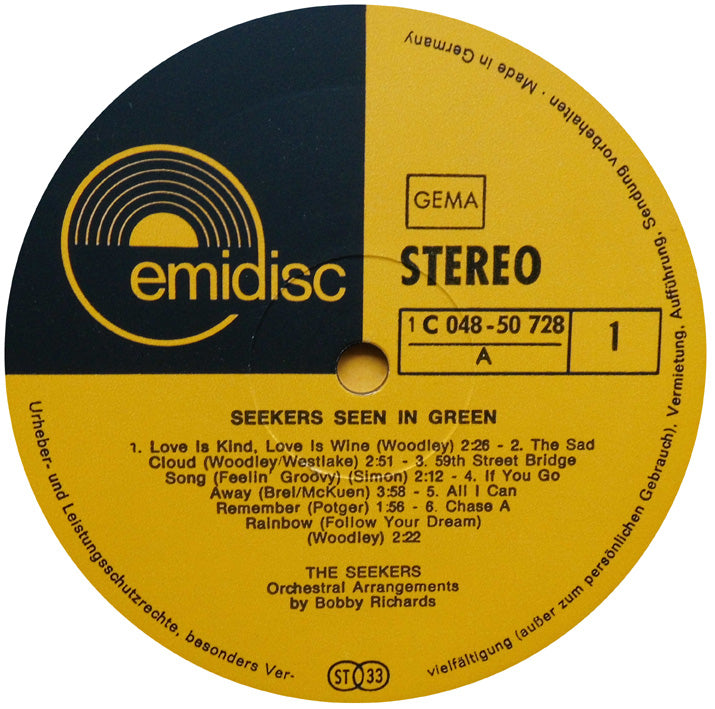 emidisc
GEMA
STEREO
1 C 048-50 728
A
1
SEEKERS SEEN IN GREEN
1. Love Is Kind, Love Is Wine (Woodley) 2:26 - 2. The Sad
Cloud (Woodley/Westlake) 2:51 - 3. 59th Street Bridge
Song (Feelin' Groovy) (Simon) 2:12 - 4. If You Go
Away (Brel/McKuen) 3:58 - 5. All I Can
Remember (Potger) 1:56 - 6. Chase A
Rainbow (Follow Your Dream)
(Woodley) 2:22
THE SEEKERS
Orchestral Arrangements
by Bobby Richards
Urheber- und Leistungsschutzrechte, besonders Ver-
vielfältigung (außer zum persönlichen Gebrauch), Vermietung, Aufführung, Sendung vorbehalten · Made in Germany
ST 33